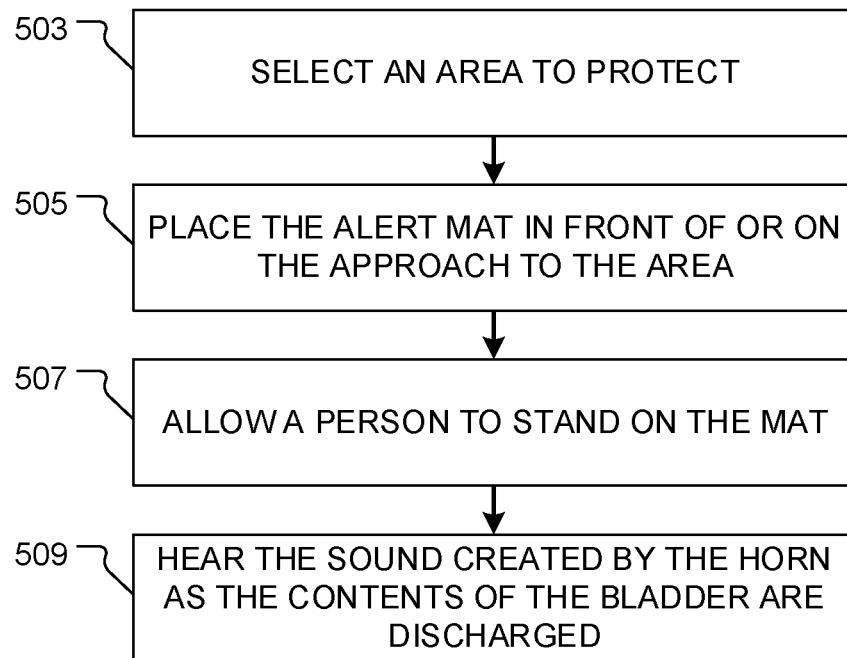 503
SELECT AN AREA TO PROTECT
505
PLACE THE ALERT MAT IN FRONT OF OR ON
THE APPROACH TO THE AREA
507
ALLOW A PERSON TO STAND ON THE MAT
509
HEAR THE SOUND CREATED BY THE HORN
AS THE CONTENTS OF THE BLADDER ARE
DISCHARGED